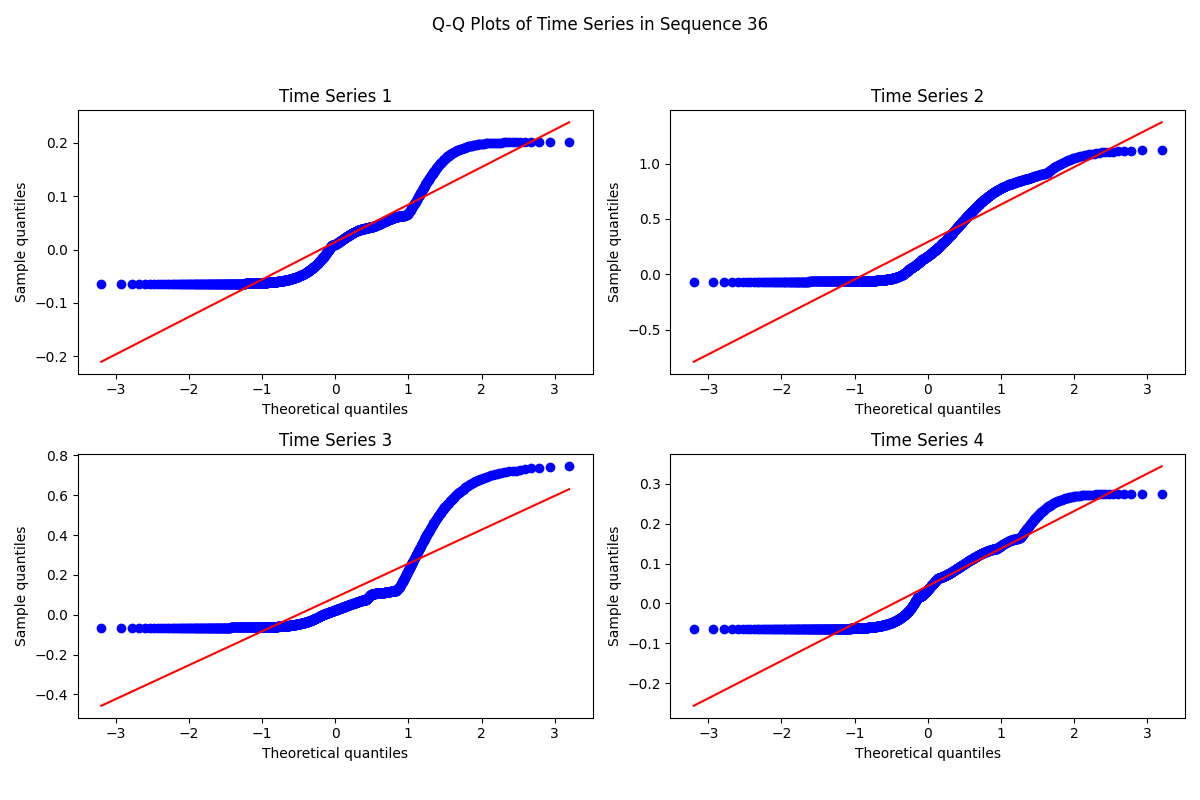 Q-Q Plots of Time Series in Sequence 36
Time Series 1
Sample quantiles
0.2
0.1
0.0
−0.1
−0.2
−3 −2 −1 0 1 2 3
Theoretical quantiles
Time Series 2
Sample quantiles
1.0
0.5
0.0
−0.5
−3 −2 −1 0 1 2 3
Theoretical quantiles
Time Series 3
Sample quantiles
0.8
0.6
0.4
0.2
0.0
−0.2
−0.4
−3 −2 −1 0 1 2 3
Theoretical quantiles
Time Series 4
Sample quantiles
0.3
0.2
0.1
0.0
−0.1
−0.2
−3 −2 −1 0 1 2 3
Theoretical quantiles